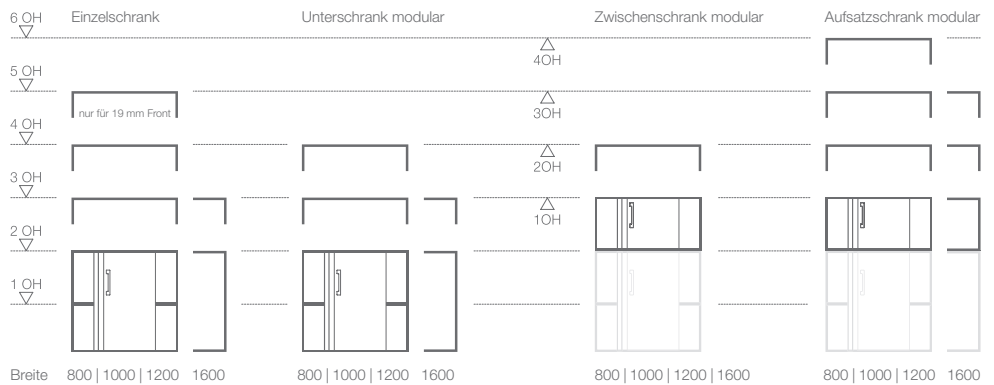 6 OH Einzelschrank Unterschrank modular Zwischenschrank modular Aufsatzschrank modular
4OH
5 OH
nur für 19 mm Front
3OH
4 OH
2OH
3 OH
1OH
2 OH
1 OH
Breite 800 | 1000 | 1200 1600 800 | 1000 | 1200 1600 800 | 1000 | 1200 | 1600 800 | 1000 | 1200 1600